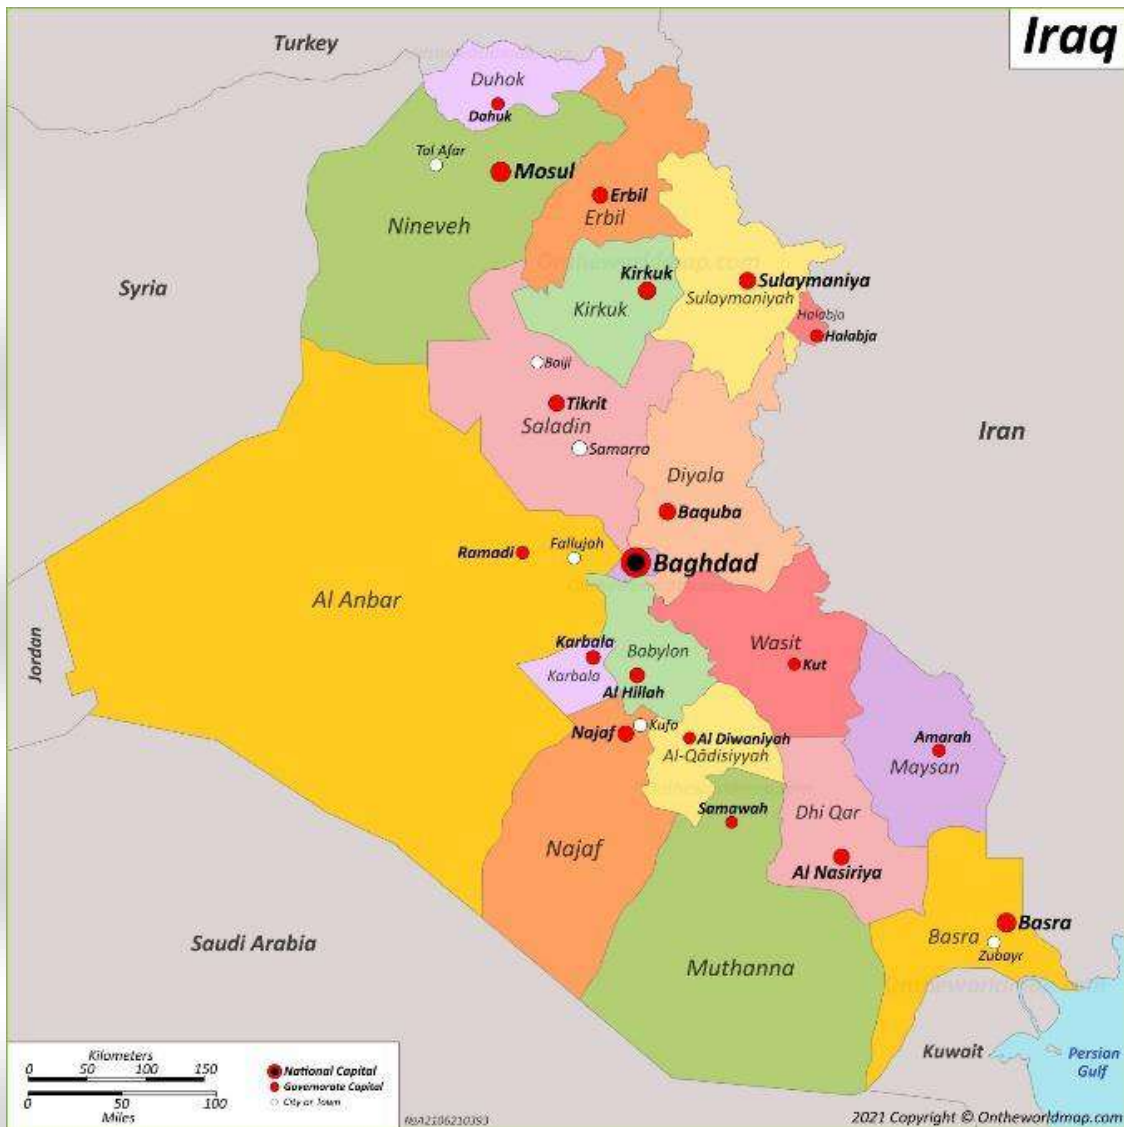 Iraq
Turkey
Duhok
Dahuk
Tal Afar
Mosul
Erbil
Erbil
Nineveh
Ontheworldmap.com
Kirkuk
Sulaymaniya
Syria
Sulaymaniyah
Kirkuk
Halabja
Halabja
Baiji
Tikrit
Saladin
Iran
Samarra
Diyala
Baquba
Fallujah
Ramadi
Baghdad
Al Anbar
Jordan
Karbala
Babylon
Wasit
Kut
Karbala
Al Hillah
Kufa
Najaf
Al Diwaniyah
Amarah
Al-Qādisiyyah
Maysan
Samawah
Dhi Qar
Najaf
Al Nasiriya
Basra
Saudi Arabia
Basra
Zubayr
Muthanna
Ontheworldmap.com
Kuwait
Persian
Gulf
Kilometers
0 50 100 150
0 50 100
Miles
National Capital
Governorate Capital
City or Town
2021 Copyright © Ontheworldmap.com